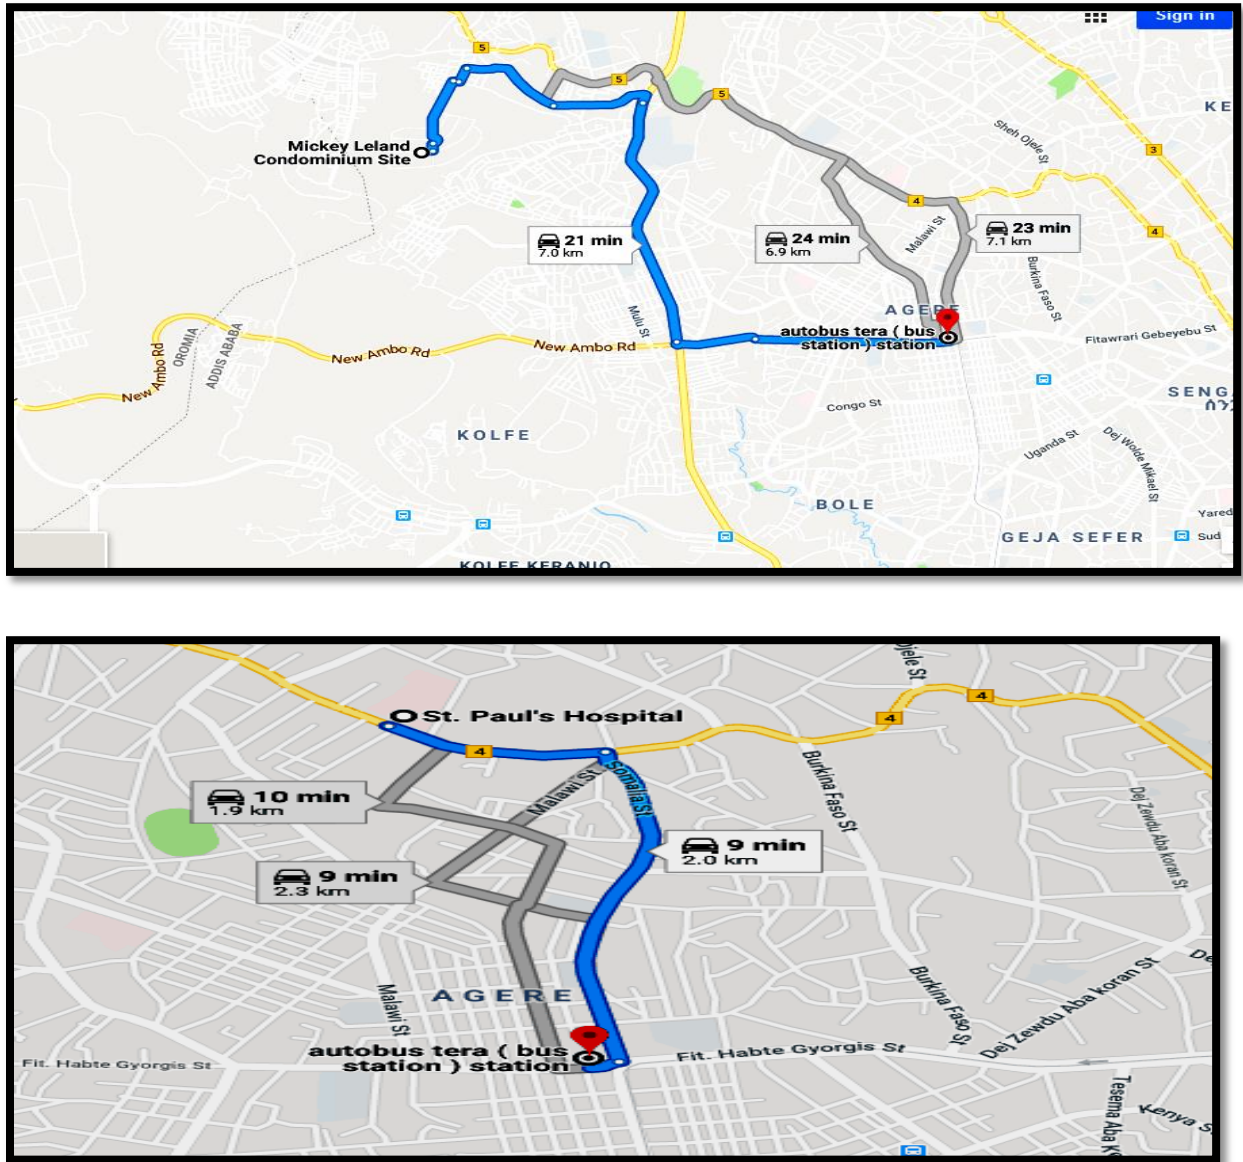 Sign in
5
5
5
KE
Sheh Ojele St
3
Mickey Leland
Condominium Site
4
Malawi St
4
21 min
7.0 km
24 min
6.9 km
23 min
7.1 km
Burkina Faso St
Mulu St
AGERE
autobus tera ( bus
station ) station
Fitawrari Gebeyebu St
OROMIA
ADDIS ABABA
New Ambo Rd
New Ambo Rd
New Ambo Rd
SENG
Congo St
KOLFE
Uganda St
Dej Wolde Mikael St
BOLE
Yared
GEJA SEFER
Sud
KOLFE KERANIO
Ojele St
4
4
St. Paul's Hospital
4
Malawi St
Somalia St
Burkina Faso St
Dej Zewdu Aba koran St
10 min
1.9 km
9 min
2.0 km
9 min
2.3 km
De
AGERE
Malawi St
Burkina Faso St
Dej Zewdu Aba koran St
autobus tera ( bus
station ) station
Fit. Habte Gyorgis St
Fit. Habte Gyorgis St
Tesema Aba K
Kenya S